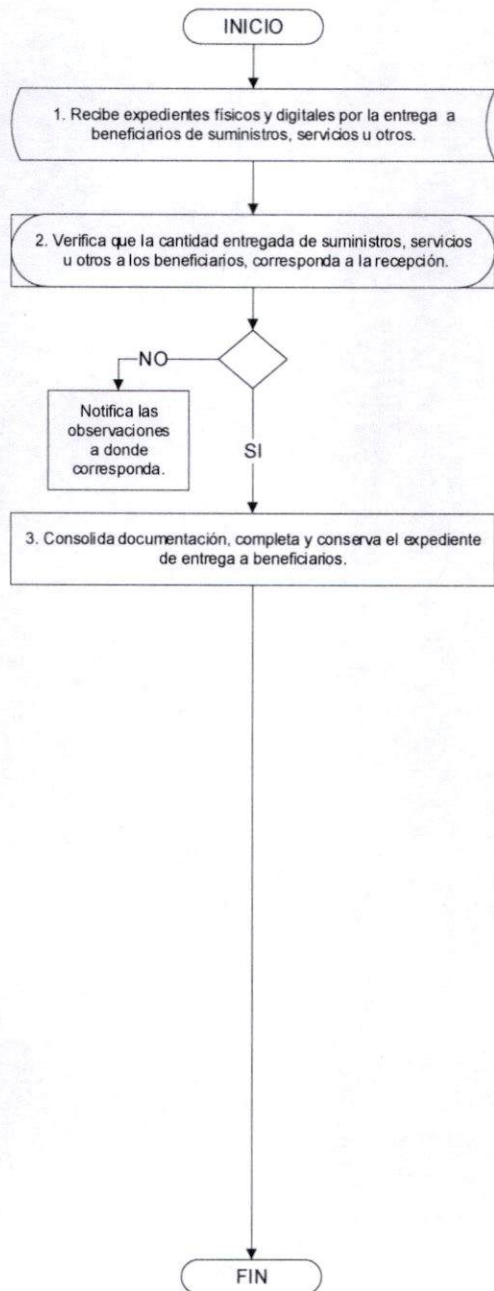 INICIO
1. Recibe expedientes físicos y digitales por la entrega a
beneficiarios de suministros, servicios u otros.
2. Verifica que la cantidad entregada de suministros, servicios
u otros a los beneficiarios, corresponda a la recepción.
NO
Notifica las
observaciones
a donde
corresponda.
SI
3. Consolida documentación, completa y conserva el expediente
de entrega a beneficiarios.
FIN